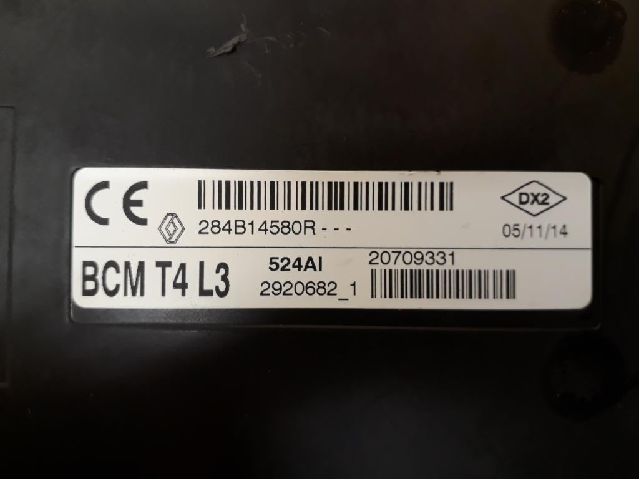 CE
284B14580R---
DX2
05/11/14
BCM T4 L3
524AI
20709331
2920682_1